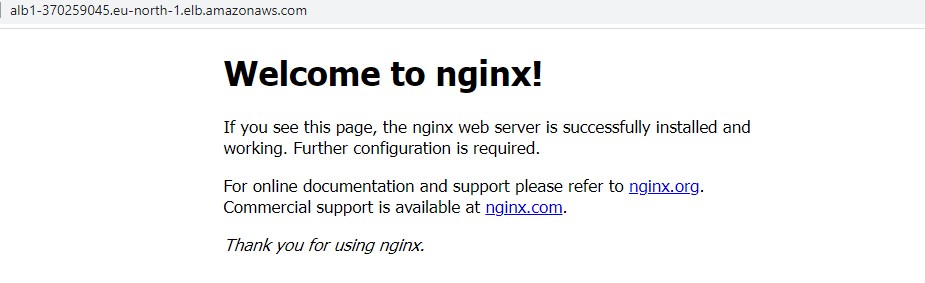 alb1-370259045.eu-north-1.elb.amazonaws.com
Welcome to nginx!
If you see this page, the nginx web server is successfully installed and
working. Further configuration is required.
For online documentation and support please refer to nginx.org.
Commercial support is available at nginx.com.
Thank you for using nginx.